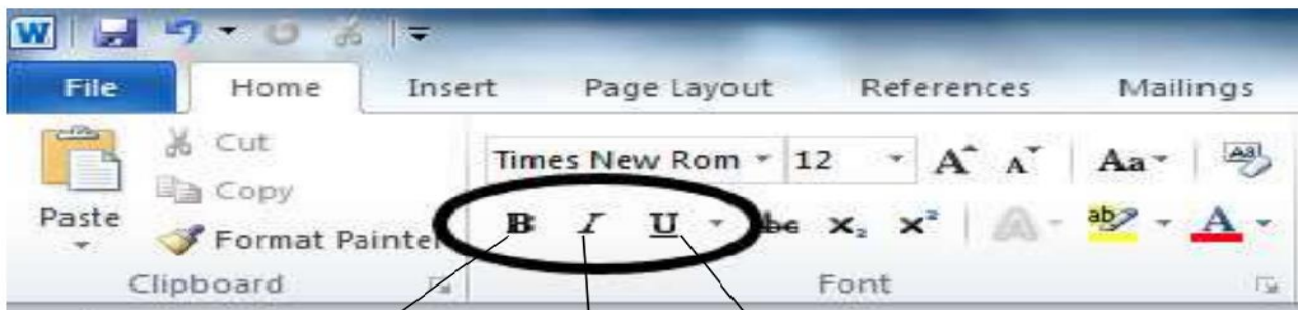 W
File Home Insert Page Layout References Mailings
Cut
Times New Rom 12 A A Aa Aa
Copy
Paste
B I U abc x₂ x²  A ab A
Format Painter
Clipboard Font